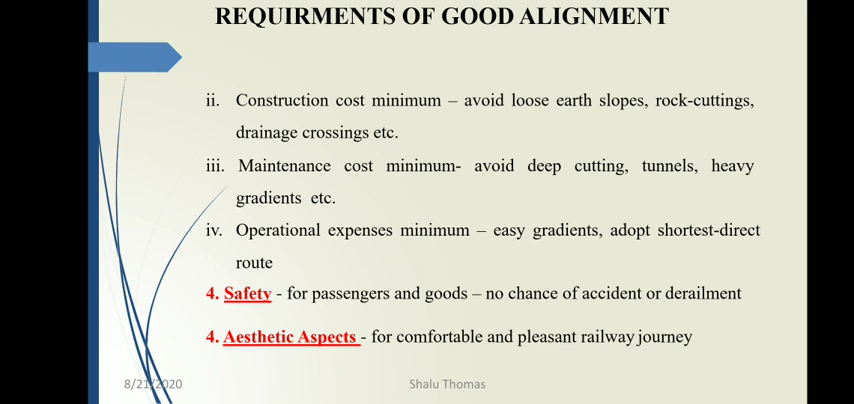 REQUIRMENTS OF GOOD ALIGNMENT
ii. Construction cost minimum – avoid loose earth slopes, rock-cuttings,
drainage crossings etc.
iii. Maintenance cost minimum- avoid deep cutting, tunnels, heavy
gradients etc.
iv. Operational expenses minimum – easy gradients, adopt shortest-direct
route
4. Safety - for passengers and goods – no chance of accident or derailment
4. Aesthetic Aspects - for comfortable and pleasant railway journey
8/21/2020 Shalu Thomas